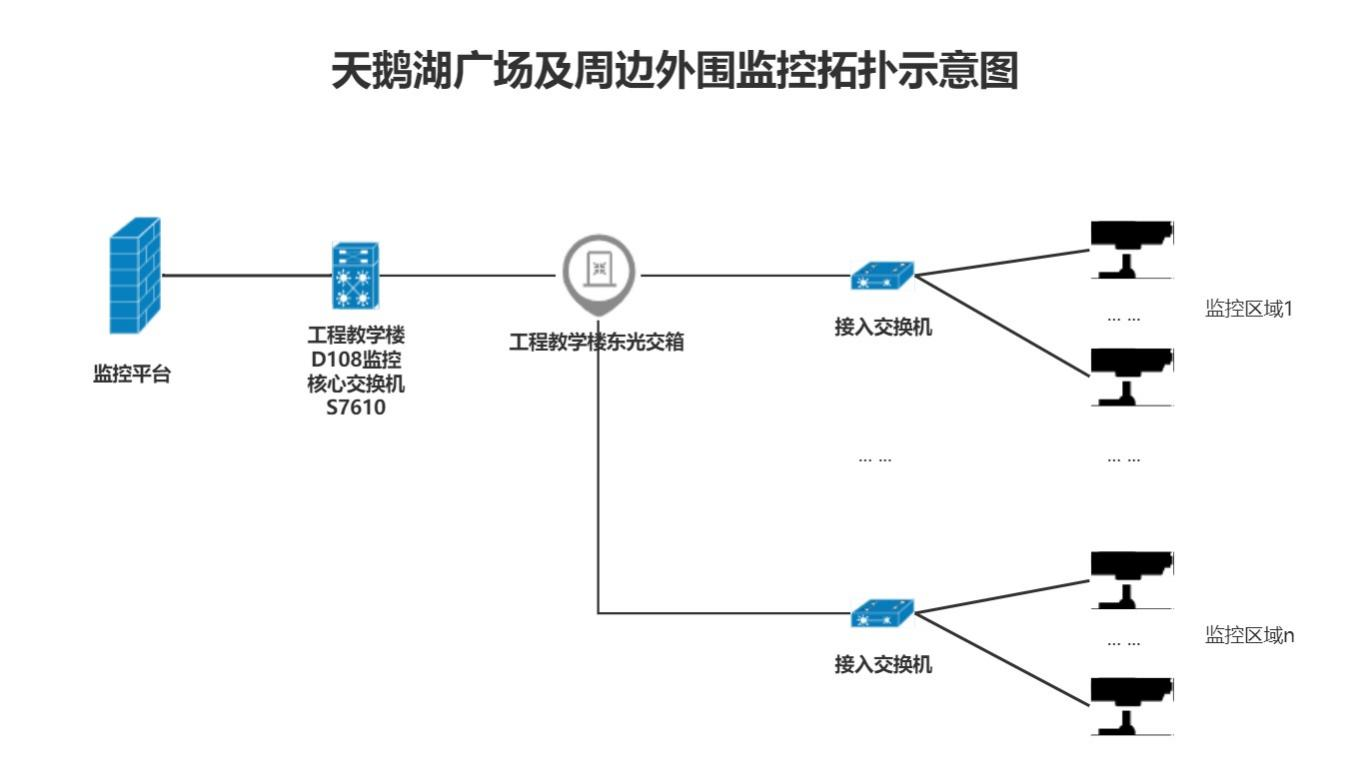 天鹅湖广场及周边外围监控拓扑示意图
监控平台
工程教学楼
D108监控
核心交换机
S7610
工程教学楼东光交箱
接入交换机
... ...
监控区域1
... ...
... ...
接入交换机
... ...
监控区域n